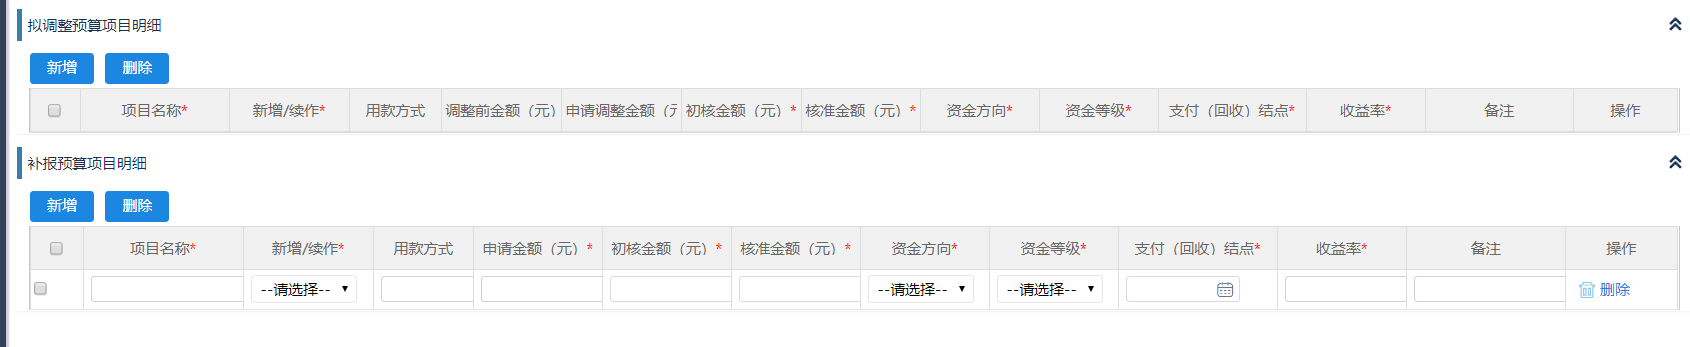 拟调整预算项目明细
新增 删除
项目名称* 新增/续作* 用款方式 调整前金额（元） 申请调整金额（元 初核金额（元）* 核准金额（元）* 资金方向* 资金等级* 支付（回收）结点* 收益率* 备注 操作
补报预算项目明细
新增 删除
项目名称* 新增/续作* 用款方式 申请金额（元）* 初核金额（元）* 核准金额（元）* 资金方向* 资金等级* 支付（回收）结点* 收益率* 备注 操作
--请选择-- --请选择-- --请选择-- 删除